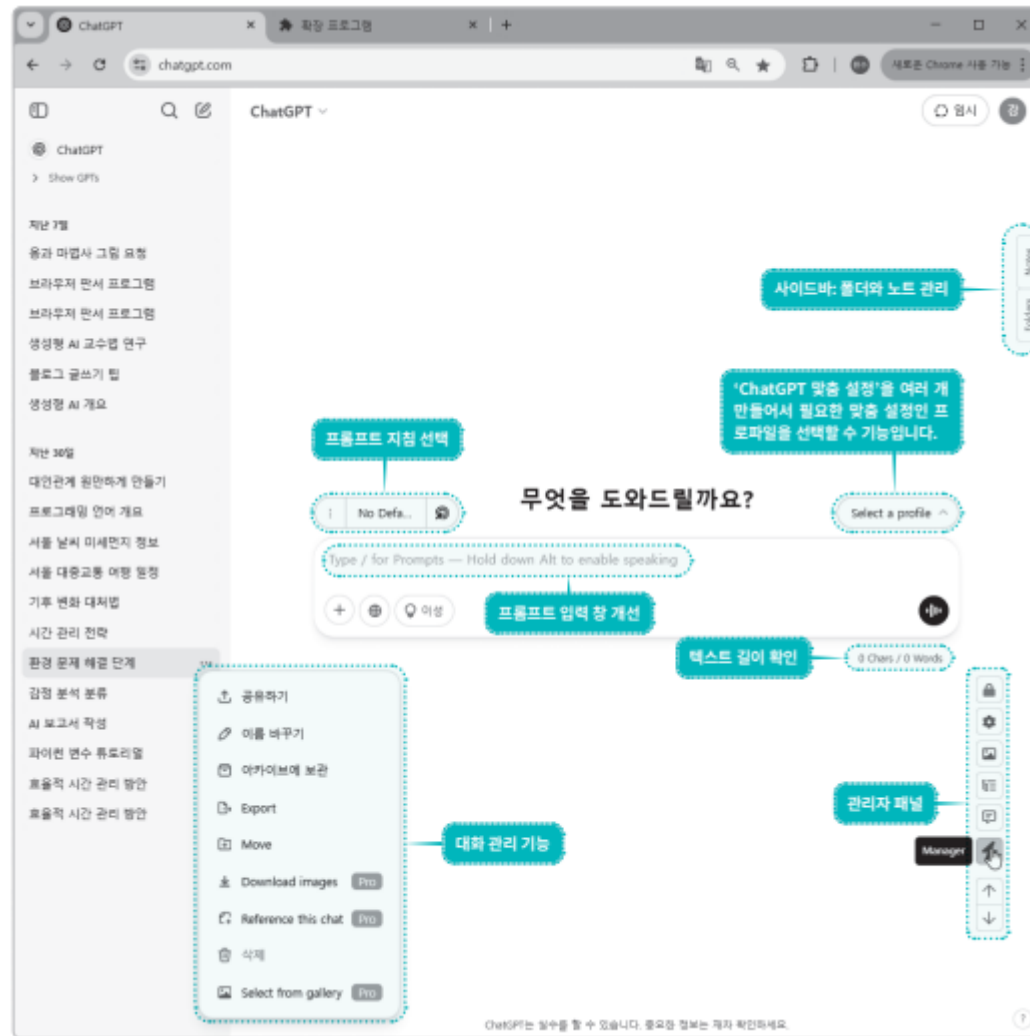 ChatGPT
확장 프로그램
chatgpt.com
새로운 Chrome 사용 가능
ChatGPT
임시
강
ChatGPT
Show GPTs
지난 7일
용과 마법사 그림 요청
브라우저 판서 프로그램
브라우저 판서 프로그램
생성형 AI 교수법 연구
블로그 글쓰기 팁
생성형 AI 개요
지난 30일
대인관계 원만하게 만들기
프로그래밍 언어 개요
서울 날씨 미세먼지 정보
서울 대중교통 여행 일정
기후 변화 대처법
시간 관리 전략
환경 문제 해결 단계
감정 분석 분류
AI 보고서 작성
파이썬 변수 튜토리얼
효율적 시간 관리 방안
효율적 시간 관리 방안
사이드바: 폴더와 노트 관리
Notes
Folders
‘ChatGPT 맞춤 설정’을 여러 개
만들어서 필요한 맞춤 설정인 프
로파일을 선택할 수 기능입니다.
프롬프트 지침 선택
무엇을 도와드릴까요?
No Defa...
Select a profile
Type / for Prompts — Hold down Alt to enable speaking
이성
프롬프트 입력 창 개선
텍스트 길이 확인
0 Chars / 0 Words
공유하기
이름 바꾸기
아카이브에 보관
Export
Move
Download images Pro
Reference this chat Pro
삭제
Select from gallery Pro
대화 관리 기능
관리자 패널
Manager
ChatGPT는 실수를 할 수 있습니다. 중요한 정보는 재차 확인하세요.
?